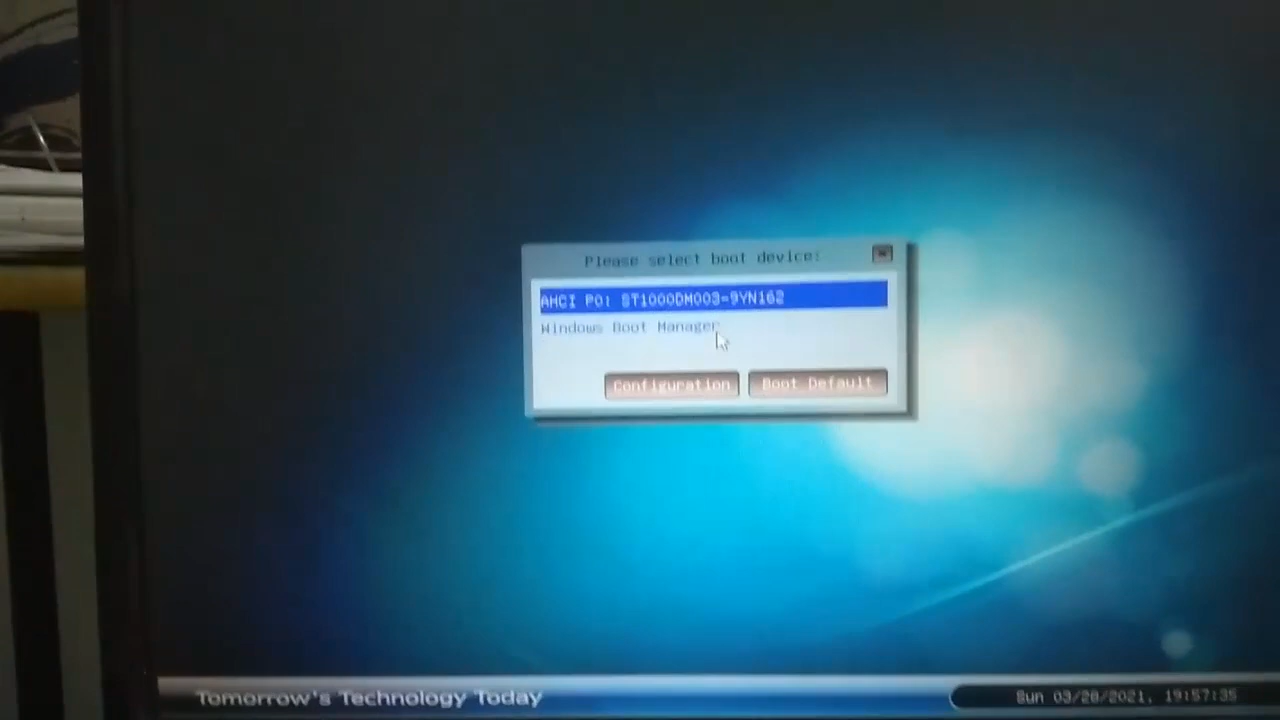 Please select boot device:
AHCI P0: ST1000DM003-9YN162
Windows Boot Manager
Configuration
Boot Default
Tomorrow's Technology Today
Sun 03/28/2021, 19:57:35